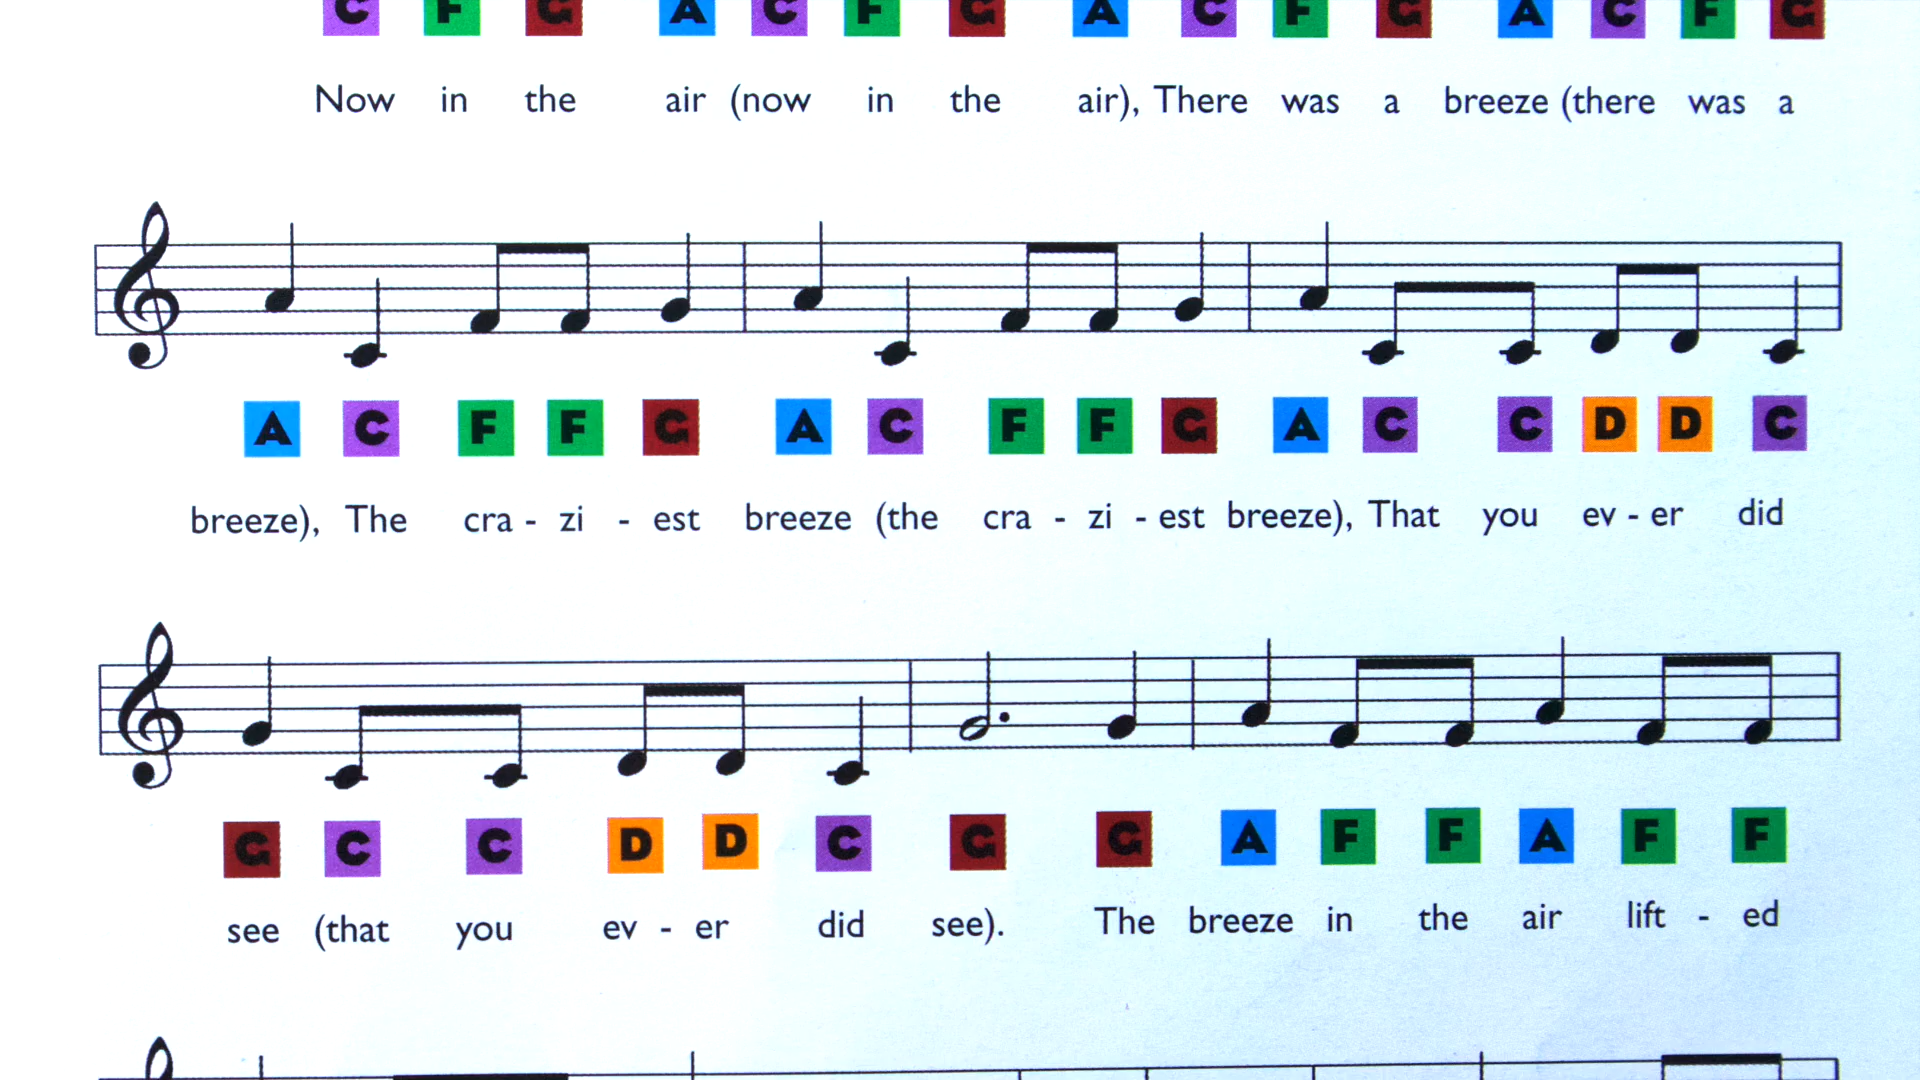 C F G A C F G A C F G A C F G
Now in the air (now in the air), There was a breeze (there was a
A C F F G A C F F G A C C D D C
breeze), The cra - zi - est breeze (the cra - zi - est breeze), That you ev - er did
G C C D D C G G A F F A F F
see (that you ev - er did see). The breeze in the air lift - ed